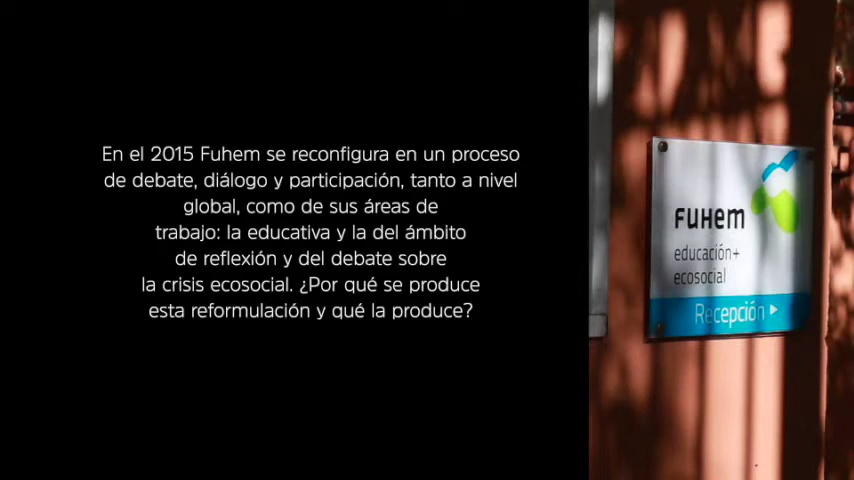 En el 2015 Fuhem se reconfigura en un proceso
de debate, diálogo y participación, tanto a nivel
global, como de sus áreas de
trabajo: la educativa y la del ámbito
de reflexión y del debate sobre
la crisis ecosocial. ¿Por qué se produce
esta reformulación y qué la produce?
FUHEM
educación+
ecosocial
Recepción